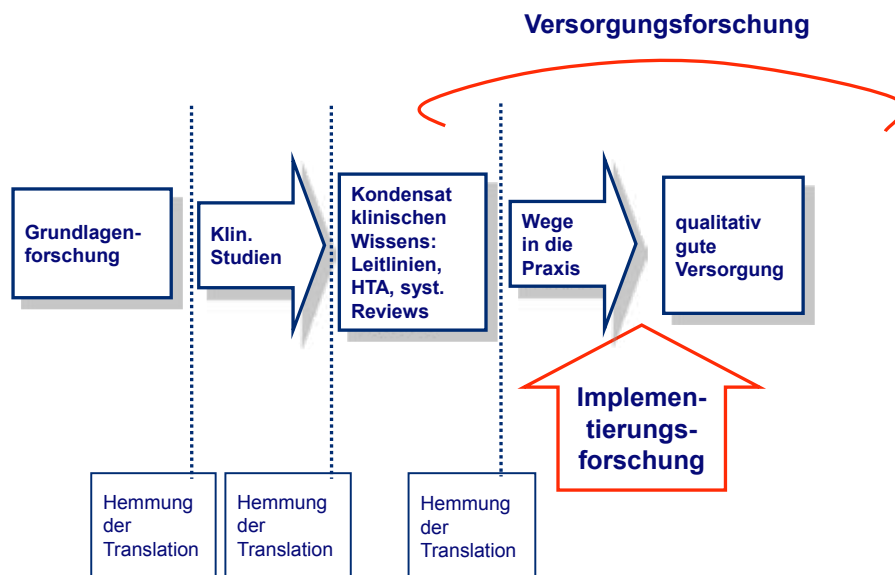 Versorgungsforschung
Grundlagen-
forschung
Klin.
Studien
Kondensat
klinischen
Wissens:
Leitlinien,
HTA, syst.
Reviews
Wege
in die
Praxis
qualitativ
gute
Versorgung
Implemen-
tierungs-
forschung
Hemmung
der
Translation
Hemmung
der
Translation
Hemmung
der
Translation